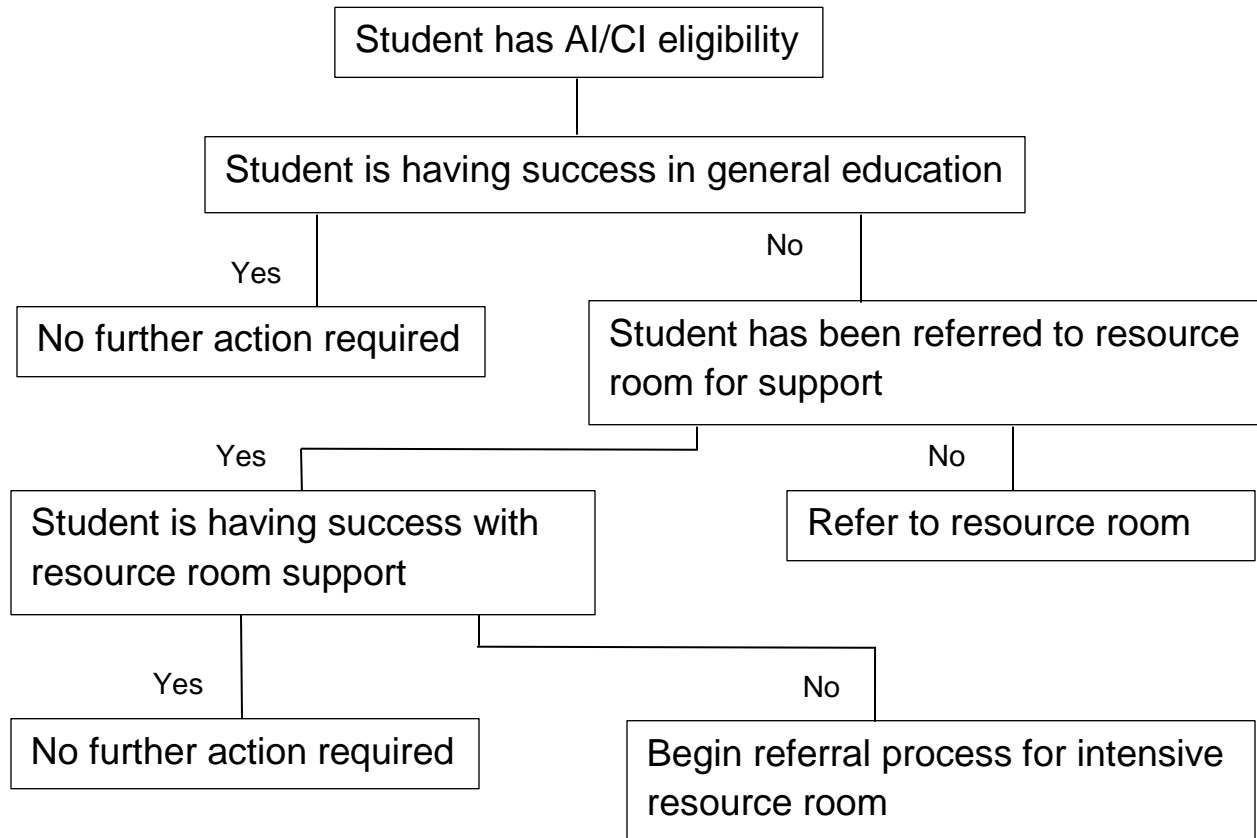 Student has AI/CI eligibility
Student is having success in general education
Yes
No
No further action required
Student has been referred to resource
room for support
Yes
No
Student is having success with
resource room support
Refer to resource room
Yes
No
No further action required
Begin referral process for intensive
resource room